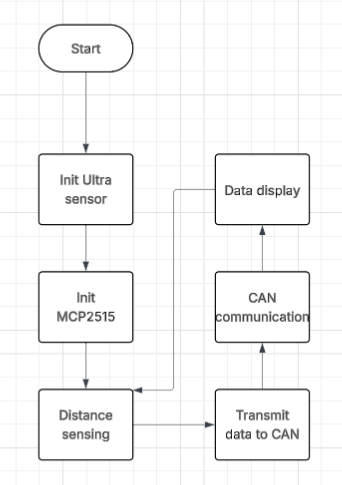 Start
Init Ultra
sensor
Init
MCP2515
Distance
sensing
Transmit
data to CAN
CAN
communication
Data display